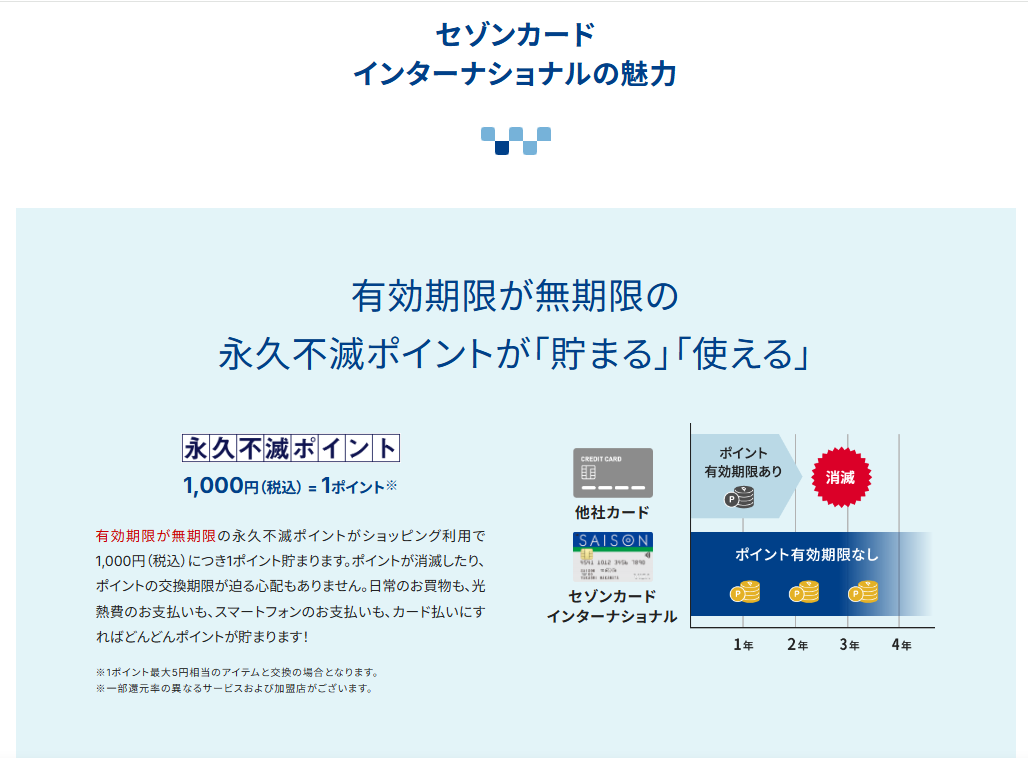 セゾンカード
インターナショナルの魅力
有効期限が無期限の
永久不滅ポイントが「貯まる」「使える」
永久不滅ポイント
1,000円(税込) = 1ポイント※
有効期限が無期限の永久不滅ポイントがショッピング利用で
1,000円(税込)につき1ポイント貯まります。ポイントが消滅したり、
ポイントの交換期限が迫る心配もありません。日常のお買物も、光
熱費のお支払いも、スマートフォンのお支払いも、カード払いにす
ればどんどんポイントが貯まります!
※1ポイント最大5円相当のアイテムと交換の場合となります。
※一部還元率の異なるサービスおよび加盟店がございます。
CREDIT CARD
他社カード
SAISON
セゾンカード
インターナショナル
ポイント
有効期限あり
P
消滅
ポイント有効期限なし
P
P
P
1年
2年
3年
4年